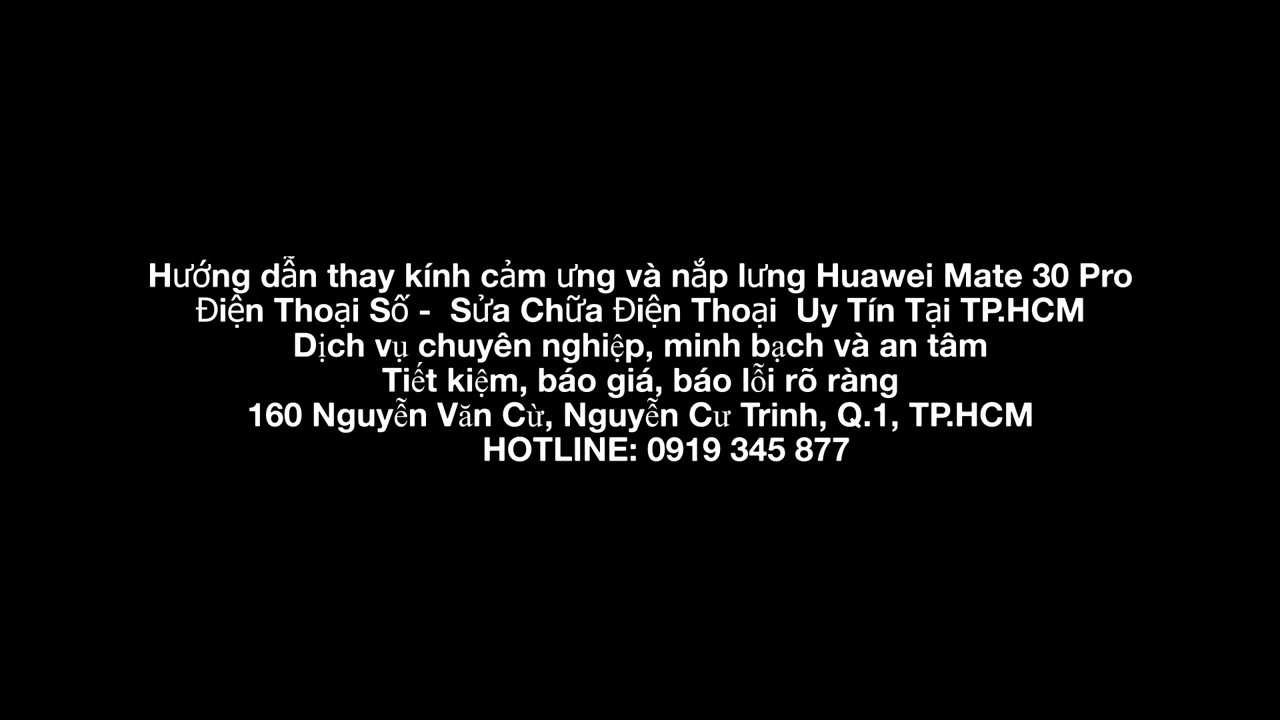 Hướng dẫn thay kính cảm ưng và nắp lưng Huawei Mate 30 Pro
Điện Thoại Số - Sửa Chữa Điện Thoại Uy Tín Tại TP.HCM
Dịch vụ chuyên nghiệp, minh bạch và an tâm
Tiết kiệm, báo giá, báo lỗi rõ ràng
160 Nguyễn Văn Cừ, Nguyễn Cư Trinh, Q.1, TP.HCM
HOTLINE: 0919 345 877